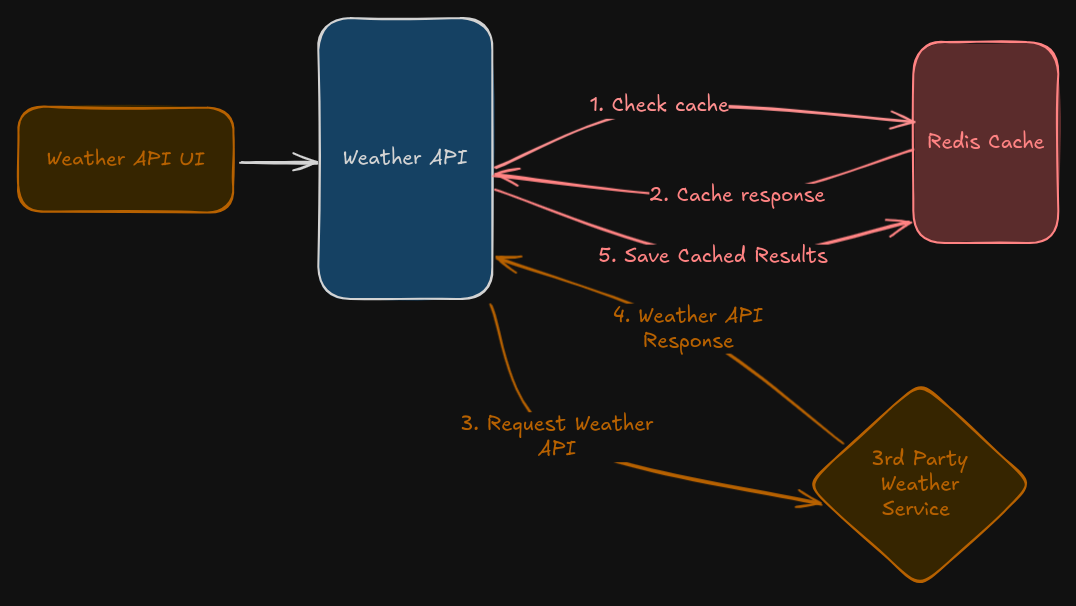 Weather API UI
Weather API
1. Check cache
Redis Cache
2. Cache response
5. Save Cached Results
4. Weather API
Response
3. Request Weather
API
3rd Party
Weather
Service